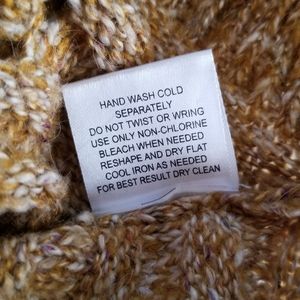 HAND WASH COLD
SEPARATELY
DO NOT TWIST OR WRING
USE ONLY NON-CHLORINE
BLEACH WHEN NEEDED
RESHAPE AND DRY FLAT
COOL IRON AS NEEDED
FOR BEST RESULT DRY CLEAN